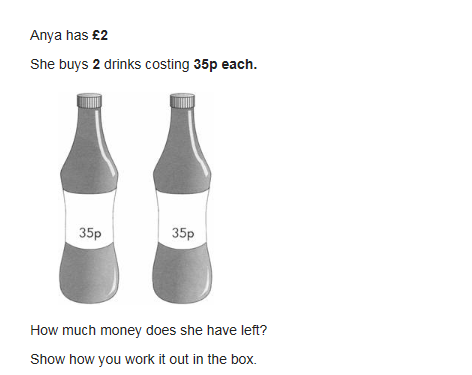 Anya has £2
She buys 2 drinks costing 35p each.
35p 35p
How much money does she have left?
Show how you work it out in the box.